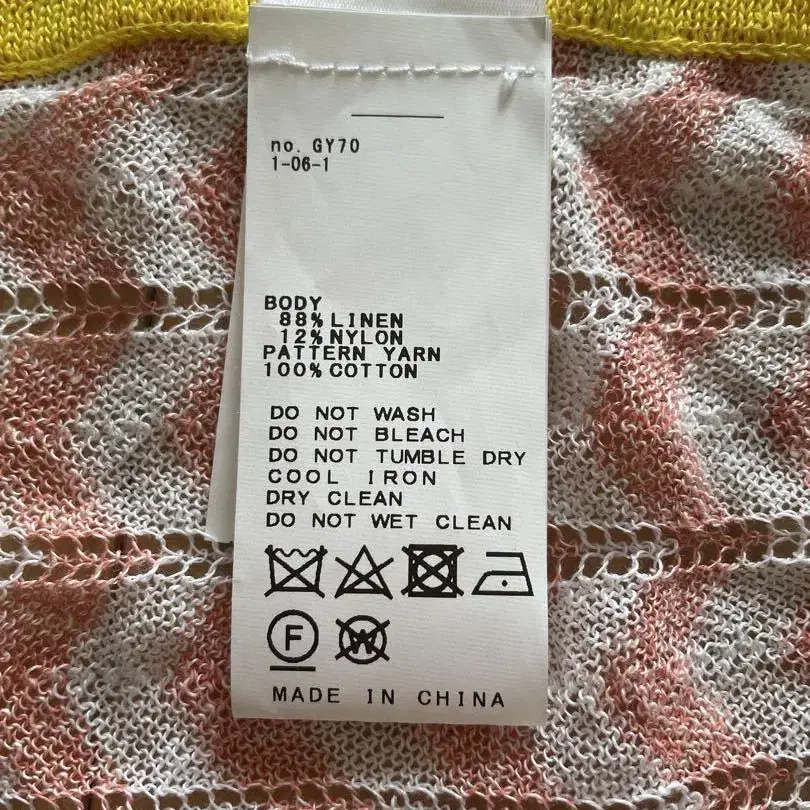 no. GY70
1-06-1
BODY
88% LINEN
12% NYLON
PATTERN YARN
100% COTTON
DO NOT WASH
DO NOT BLEACH
DO NOT TUMBLE DRY
COOL IRON
DRY CLEAN
DO NOT WET CLEAN
F W
MADE IN CHINA